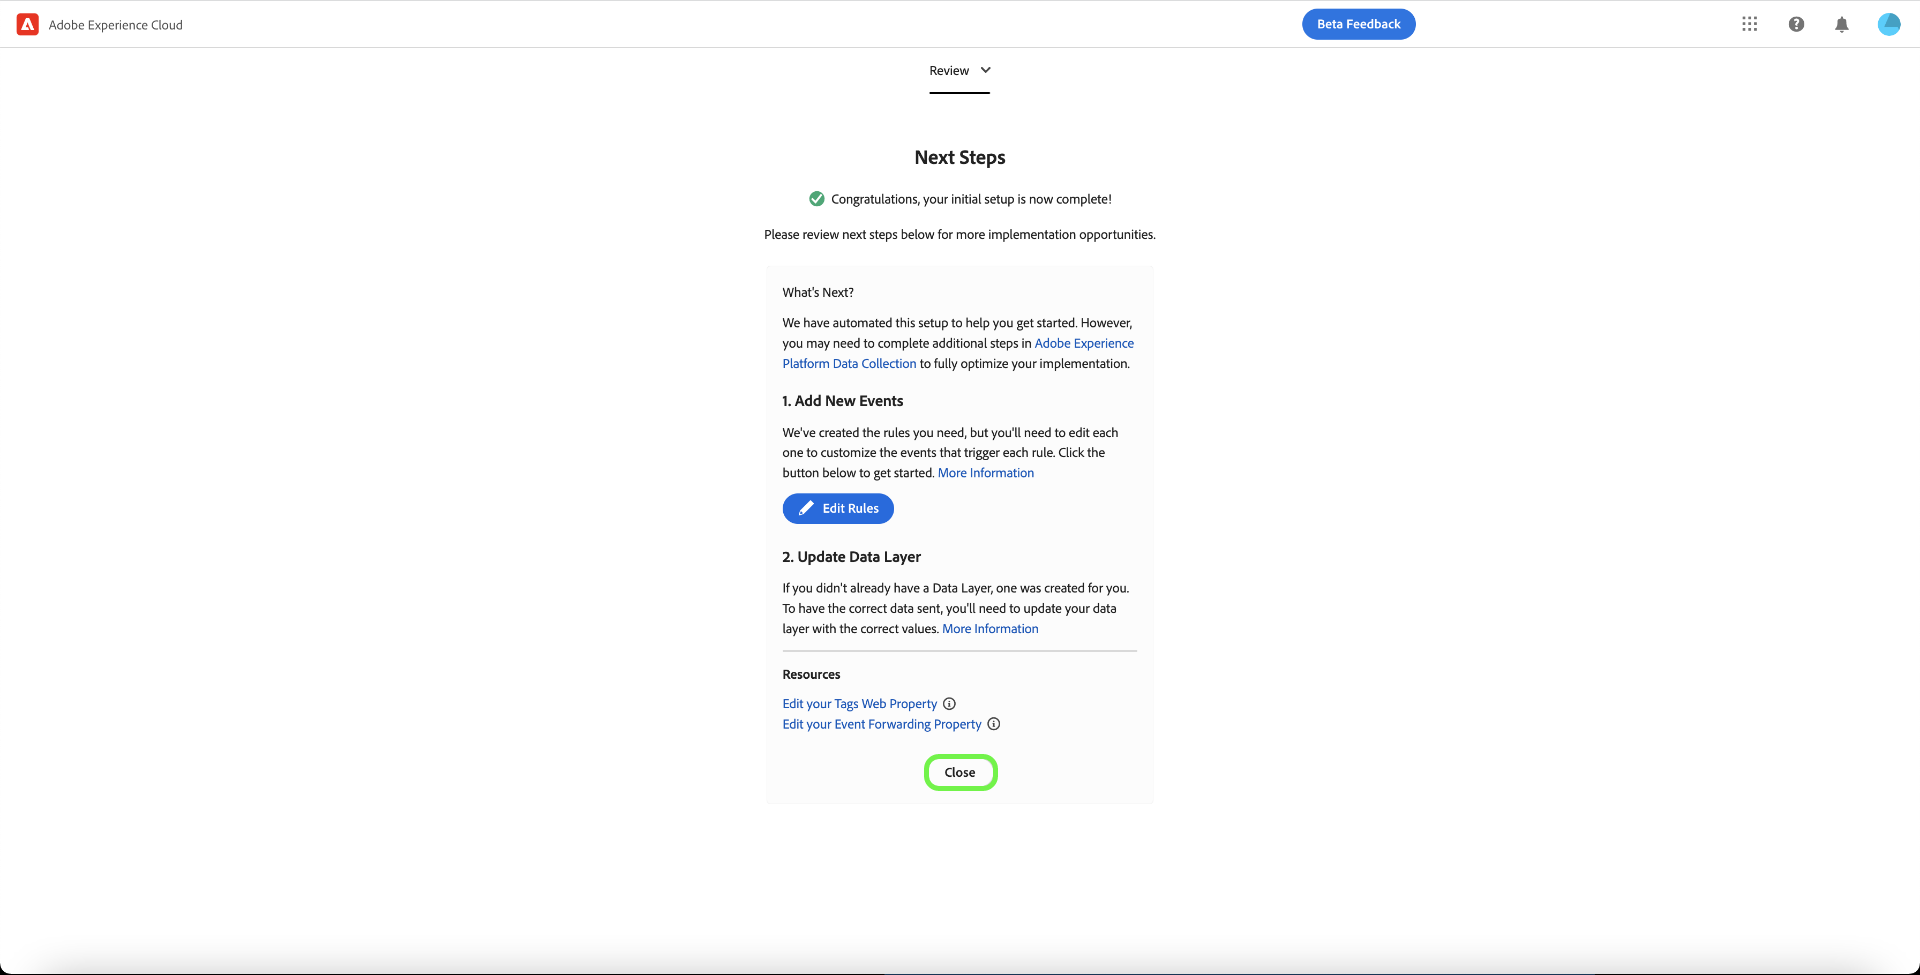 Adobe Experience Cloud
Beta Feedback
Review
Next Steps
Congratulations, your initial setup is now complete!
Please review next steps below for more implementation opportunities.
What's Next?
We have automated this setup to help you get started. However,
you may need to complete additional steps in Adobe Experience
Platform Data Collection to fully optimize your implementation.
1. Add New Events
We've created the rules you need, but you'll need to edit each
one to customize the events that trigger each rule. Click the
button below to get started. More Information
Edit Rules
2. Update Data Layer
If you didn't already have a Data Layer, one was created for you.
To have the correct data sent, you'll need to update your data
layer with the correct values. More Information
Resources
Edit your Tags Web Property
Edit your Event Forwarding Property
Close